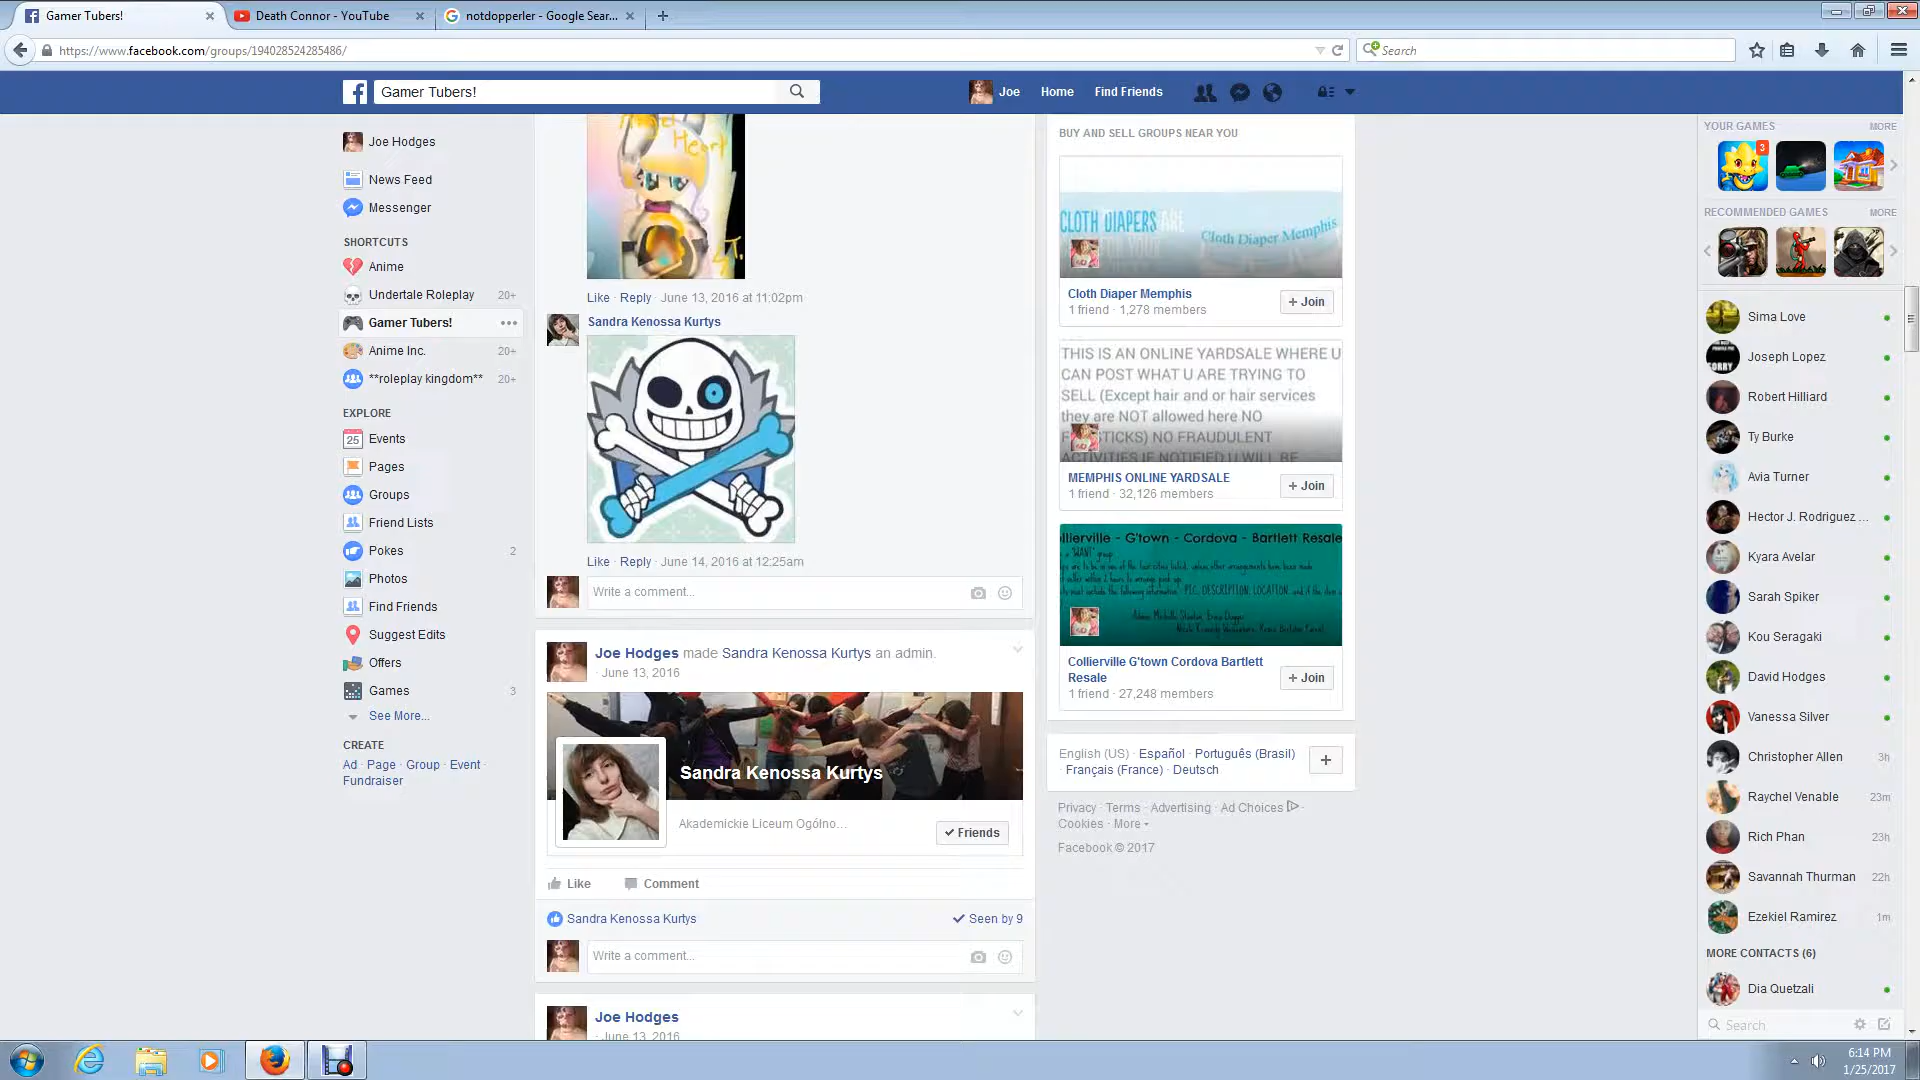 Gamer Tubers!
Death Connor - YouTube
notdopperler - Google Sear...
https://www.facebook.com/groups/194028524285486/
Search
Gamer Tubers!
Joe
Home
Find Friends
Joe Hodges
News Feed
Messenger
SHORTCUTS
Anime
Undertale Roleplay 20+
Gamer Tubers!
Anime Inc. 20+
**roleplay kingdom** 20+
EXPLORE
25 Events
Pages
Groups
Friend Lists
Pokes 2
Photos
Find Friends
Suggest Edits
Offers
Games 3
See More...
CREATE
Ad · Page · Group · Event ·
Fundraiser
Heart
Like · Reply · June 13, 2016 at 11:02pm
Sandra Kenossa Kurtys
Like · Reply · June 14, 2016 at 12:25am
Write a comment...
Joe Hodges made Sandra Kenossa Kurtys an admin.
· June 13, 2016
Sandra Kenossa Kurtys
Akademickie Liceum Ogólno...
Friends
Like Comment
Sandra Kenossa Kurtys
Seen by 9
Write a comment...
Joe Hodges
· June 13, 2016
BUY AND SELL GROUPS NEAR YOU
CLOTH DIAPERS ARE
Cloth Diaper Memphis
Cloth Diaper Memphis
1 friend · 1,278 members
+ Join
THIS IS AN ONLINE YARDSALE WHERE U
CAN POST WHAT U ARE TRYING TO
SELL (Except hair and or hair services
they are NOT allowed here NO
TICKS) NO FRAUDULENT
ACTIVITIES IF NOTIFIED U WILL BE
MEMPHIS ONLINE YARDSALE
1 friend · 32,126 members
+ Join
llierville - G'town - Cordova - Bartlett Resale
PIC, DESCRIPTION, LOCATION
Collierville G'town Cordova Bartlett
Resale
1 friend · 27,248 members
+ Join
English (US) · Español · Português (Brasil)
· Français (France) · Deutsch
+
Privacy · Terms · Advertising · Ad Choices ·
Cookies · More
Facebook © 2017
YOUR GAMES MORE
3
RECOMMENDED GAMES MORE
Sima Love
Joseph Lopez
Robert Hilliard
Ty Burke
Avia Turner
Hector J. Rodriguez ...
Kyara Avelar
Sarah Spiker
Kou Seragaki
David Hodges
Vanessa Silver
Christopher Allen 3h
Raychel Venable 23m
Rich Phan 23h
Savannah Thurman 22h
Ezekiel Ramirez 1m
MORE CONTACTS (6)
Dia Quetzali
Search
6:14 PM
1/25/2017